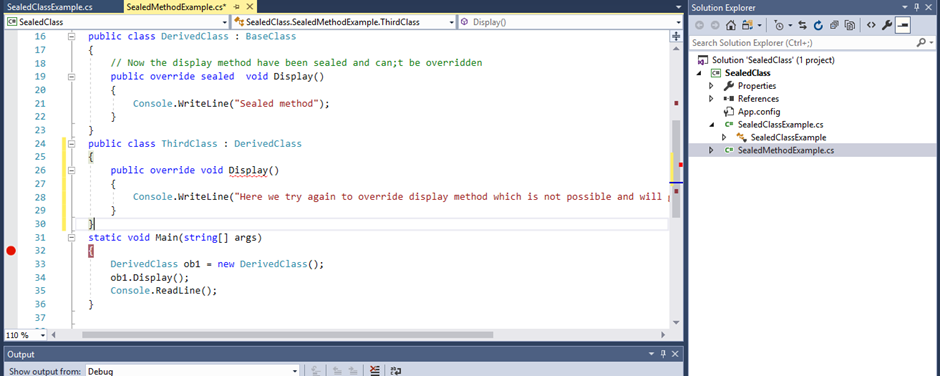 SealedClassExample.cs SealedMethodExample.cs*
SealedClass SealedClass.SealedMethodExample.ThirdClass Display()
16 public class DerivedClass : BaseClass
17 {
18 // Now the display method have been sealed and can;t be overridden
19 public override sealed void Display()
20 {
21 Console.WriteLine("Sealed method");
22 }
23 }
24 public class ThirdClass : DerivedClass
25 {
26 public override void Display()
27 {
28 Console.WriteLine("Here we try again to override display method which is not possible and will
29 }
30 }
31 static void Main(string[] args)
32 {
33 DerivedClass ob1 = new DerivedClass();
34 ob1.Display();
35 Console.ReadLine();
36 }
37
110 %
Output
Show output from: Debug
Solution Explorer
Search Solution Explorer (Ctrl+;)
Solution 'SealedClass' (1 project)
SealedClass
Properties
References
App.config
SealedClassExample.cs
SealedClassExample
SealedMethodExample.cs